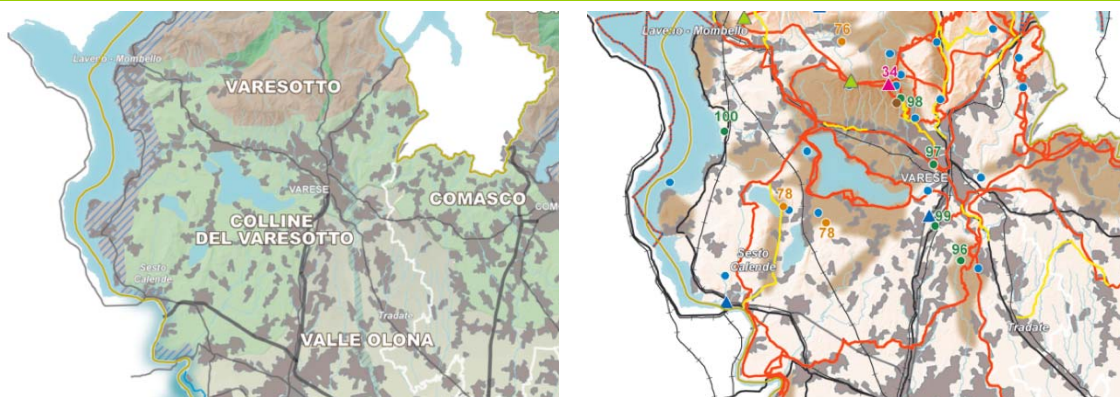 Laveno - Mombello
VARESOTTO
VARESE
COMASCO
COLLINE
DEL VARESOTTO
Sesto
Calende
Tradate
VALLE OLONA
Laveno - Mombello
76
34
98
100
97
VARESE
78
78
99
96
Sesto
Calende
Tradate